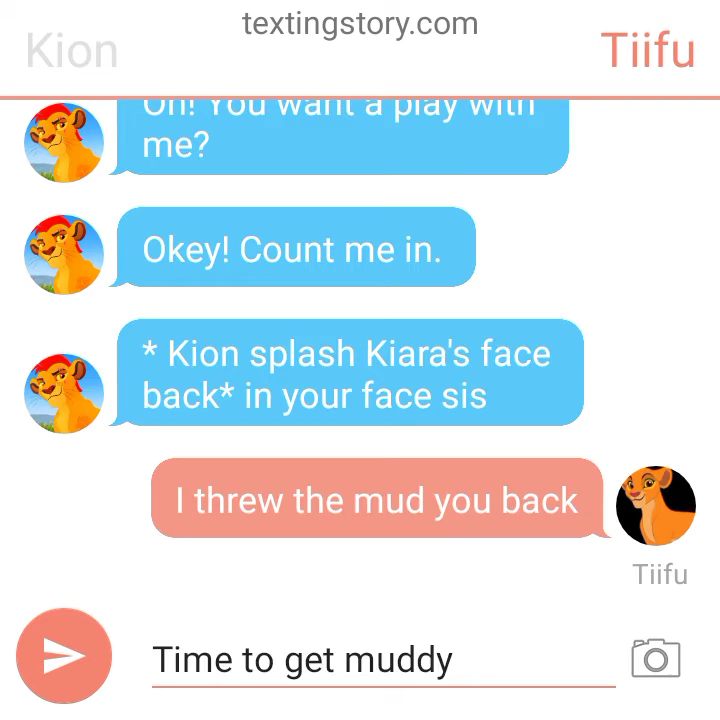 textingstory.com
Kion
Tiifu
Oh! You want a play with
me?
Okey! Count me in.
* Kion splash Kiara's face
back* in your face sis
I threw the mud you back
Tiifu
Time to get muddy